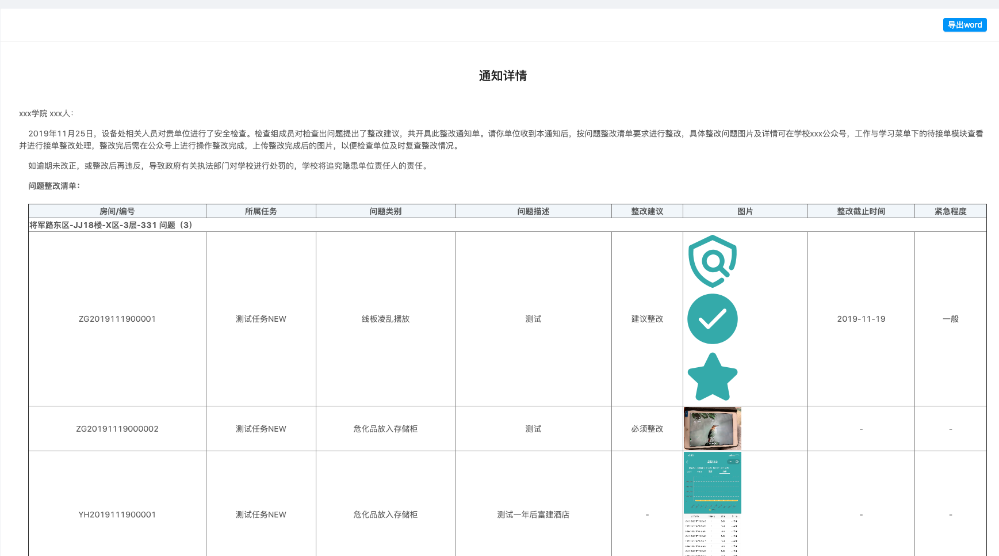 导出word
通知详情
xxx学院 xxx人：
2019年11月25日，设备处相关人员对贵单位进行了安全检查。检查组成员对检查出问题提出了整改建议，共开具此整改通知单。请你单位收到本通知后，按问题整改清单要求进行整改，具体整改问题图片及详情可在学校xxx公众号，工作与学习菜单下的待接单模块查看
并进行接单整改处理，整改完后需在公众号上进行操作整改完成，上传整改完成后的图片，以便检查单位及时复查整改情况。
如逾期未改正，或整改后再违反，导致政府有关执法部门对学校进行处罚的，学校将追究隐患单位责任人的责任。
问题整改清单：
房间/编号 所属任务 问题类别 问题描述 整改建议 图片 整改截止时间 紧急程度
将军路东区-JJ18楼-X区-3层-331 问题（3）
ZG2019111900001 测试任务NEW 线板凌乱摆放 测试 建议整改 2019-11-19 一般
ZG20191119000002 测试任务NEW 危化品放入存储柜 测试 必须整改 - -
YH2019111900001 测试任务NEW 危化品放入存储柜 测试一年后富建酒店 - - -